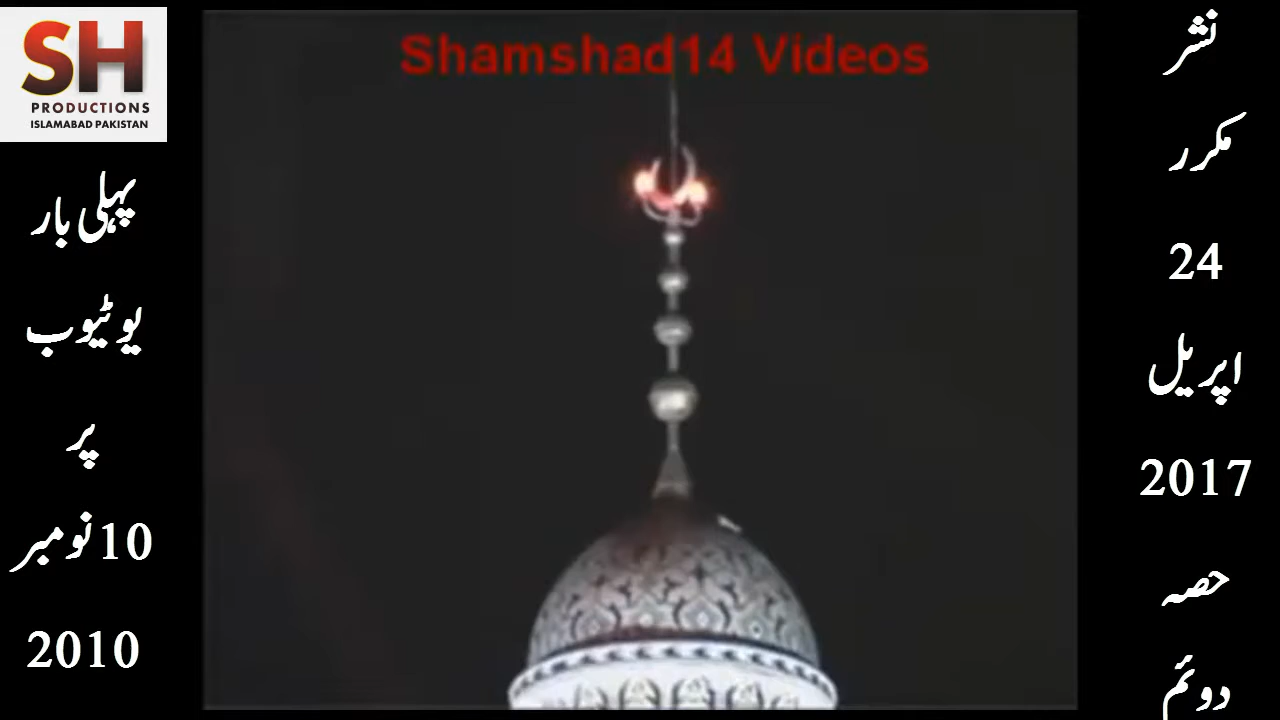 SH
PRODUCTIONS
ISLAMABAD PAKISTAN
Shamshad14 Videos
پہلی بار
یوٹیوب
پر
10 نومبر
2010
نشر
مکرر
24
اپریل
2017
حصہ
دوئم